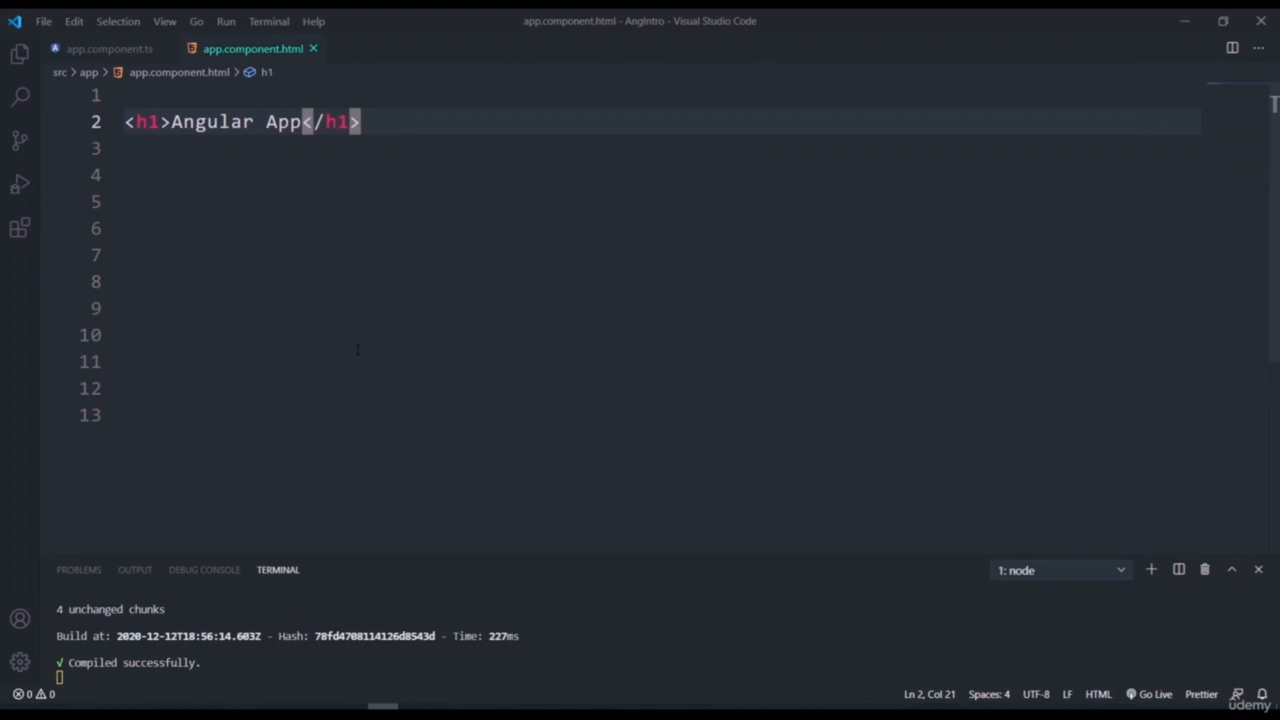 File Edit Selection View Go Run Terminal Help app.component.html - AngIntro - Visual Studio Code
app.component.ts app.component.html
src > app > app.component.html > h1
1
2 <h1>Angular App</h1>
3
4
5
6
7
8
9
10
11
12
13
PROBLEMS OUTPUT DEBUG CONSOLE TERMINAL 1: node
4 unchanged chunks
Build at: 2020-12-12T18:56:14.603Z - Hash: 78fd4708114126d8543d - Time: 227ms
√ Compiled successfully.
0 0 Ln 2, Col 21 Spaces: 4 UTF-8 LF HTML Go Live Prettier
udemy